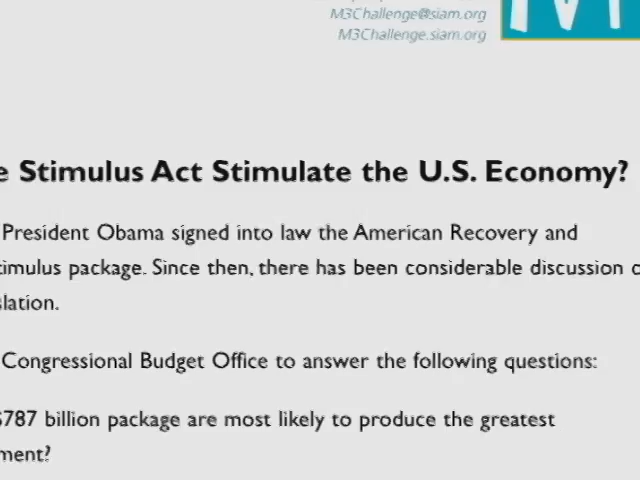 M3Challenge@siam.org
M3Challenge.siam.org
e Stimulus Act Stimulate the U.S. Economy?
President Obama signed into law the American Recovery and
timulus package. Since then, there has been considerable discussion o
slation.
Congressional Budget Office to answer the following questions:
$787 billion package are most likely to produce the greatest
ment?